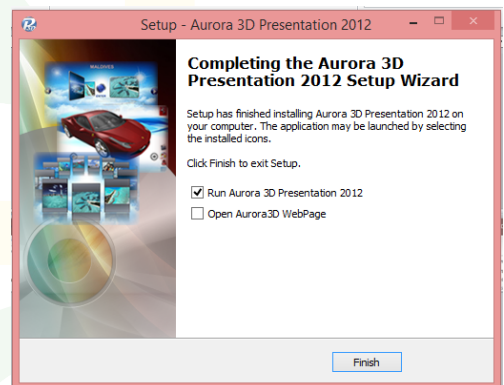 Setup - Aurora 3D Presentation 2012
MALDIVES
Completing the Aurora 3D
Presentation 2012 Setup Wizard
Setup has finished installing Aurora 3D Presentation 2012 on
your computer. The application may be launched by selecting
the installed icons.
Click Finish to exit Setup.
Run Aurora 3D Presentation 2012
Open Aurora3D WebPage
Finish